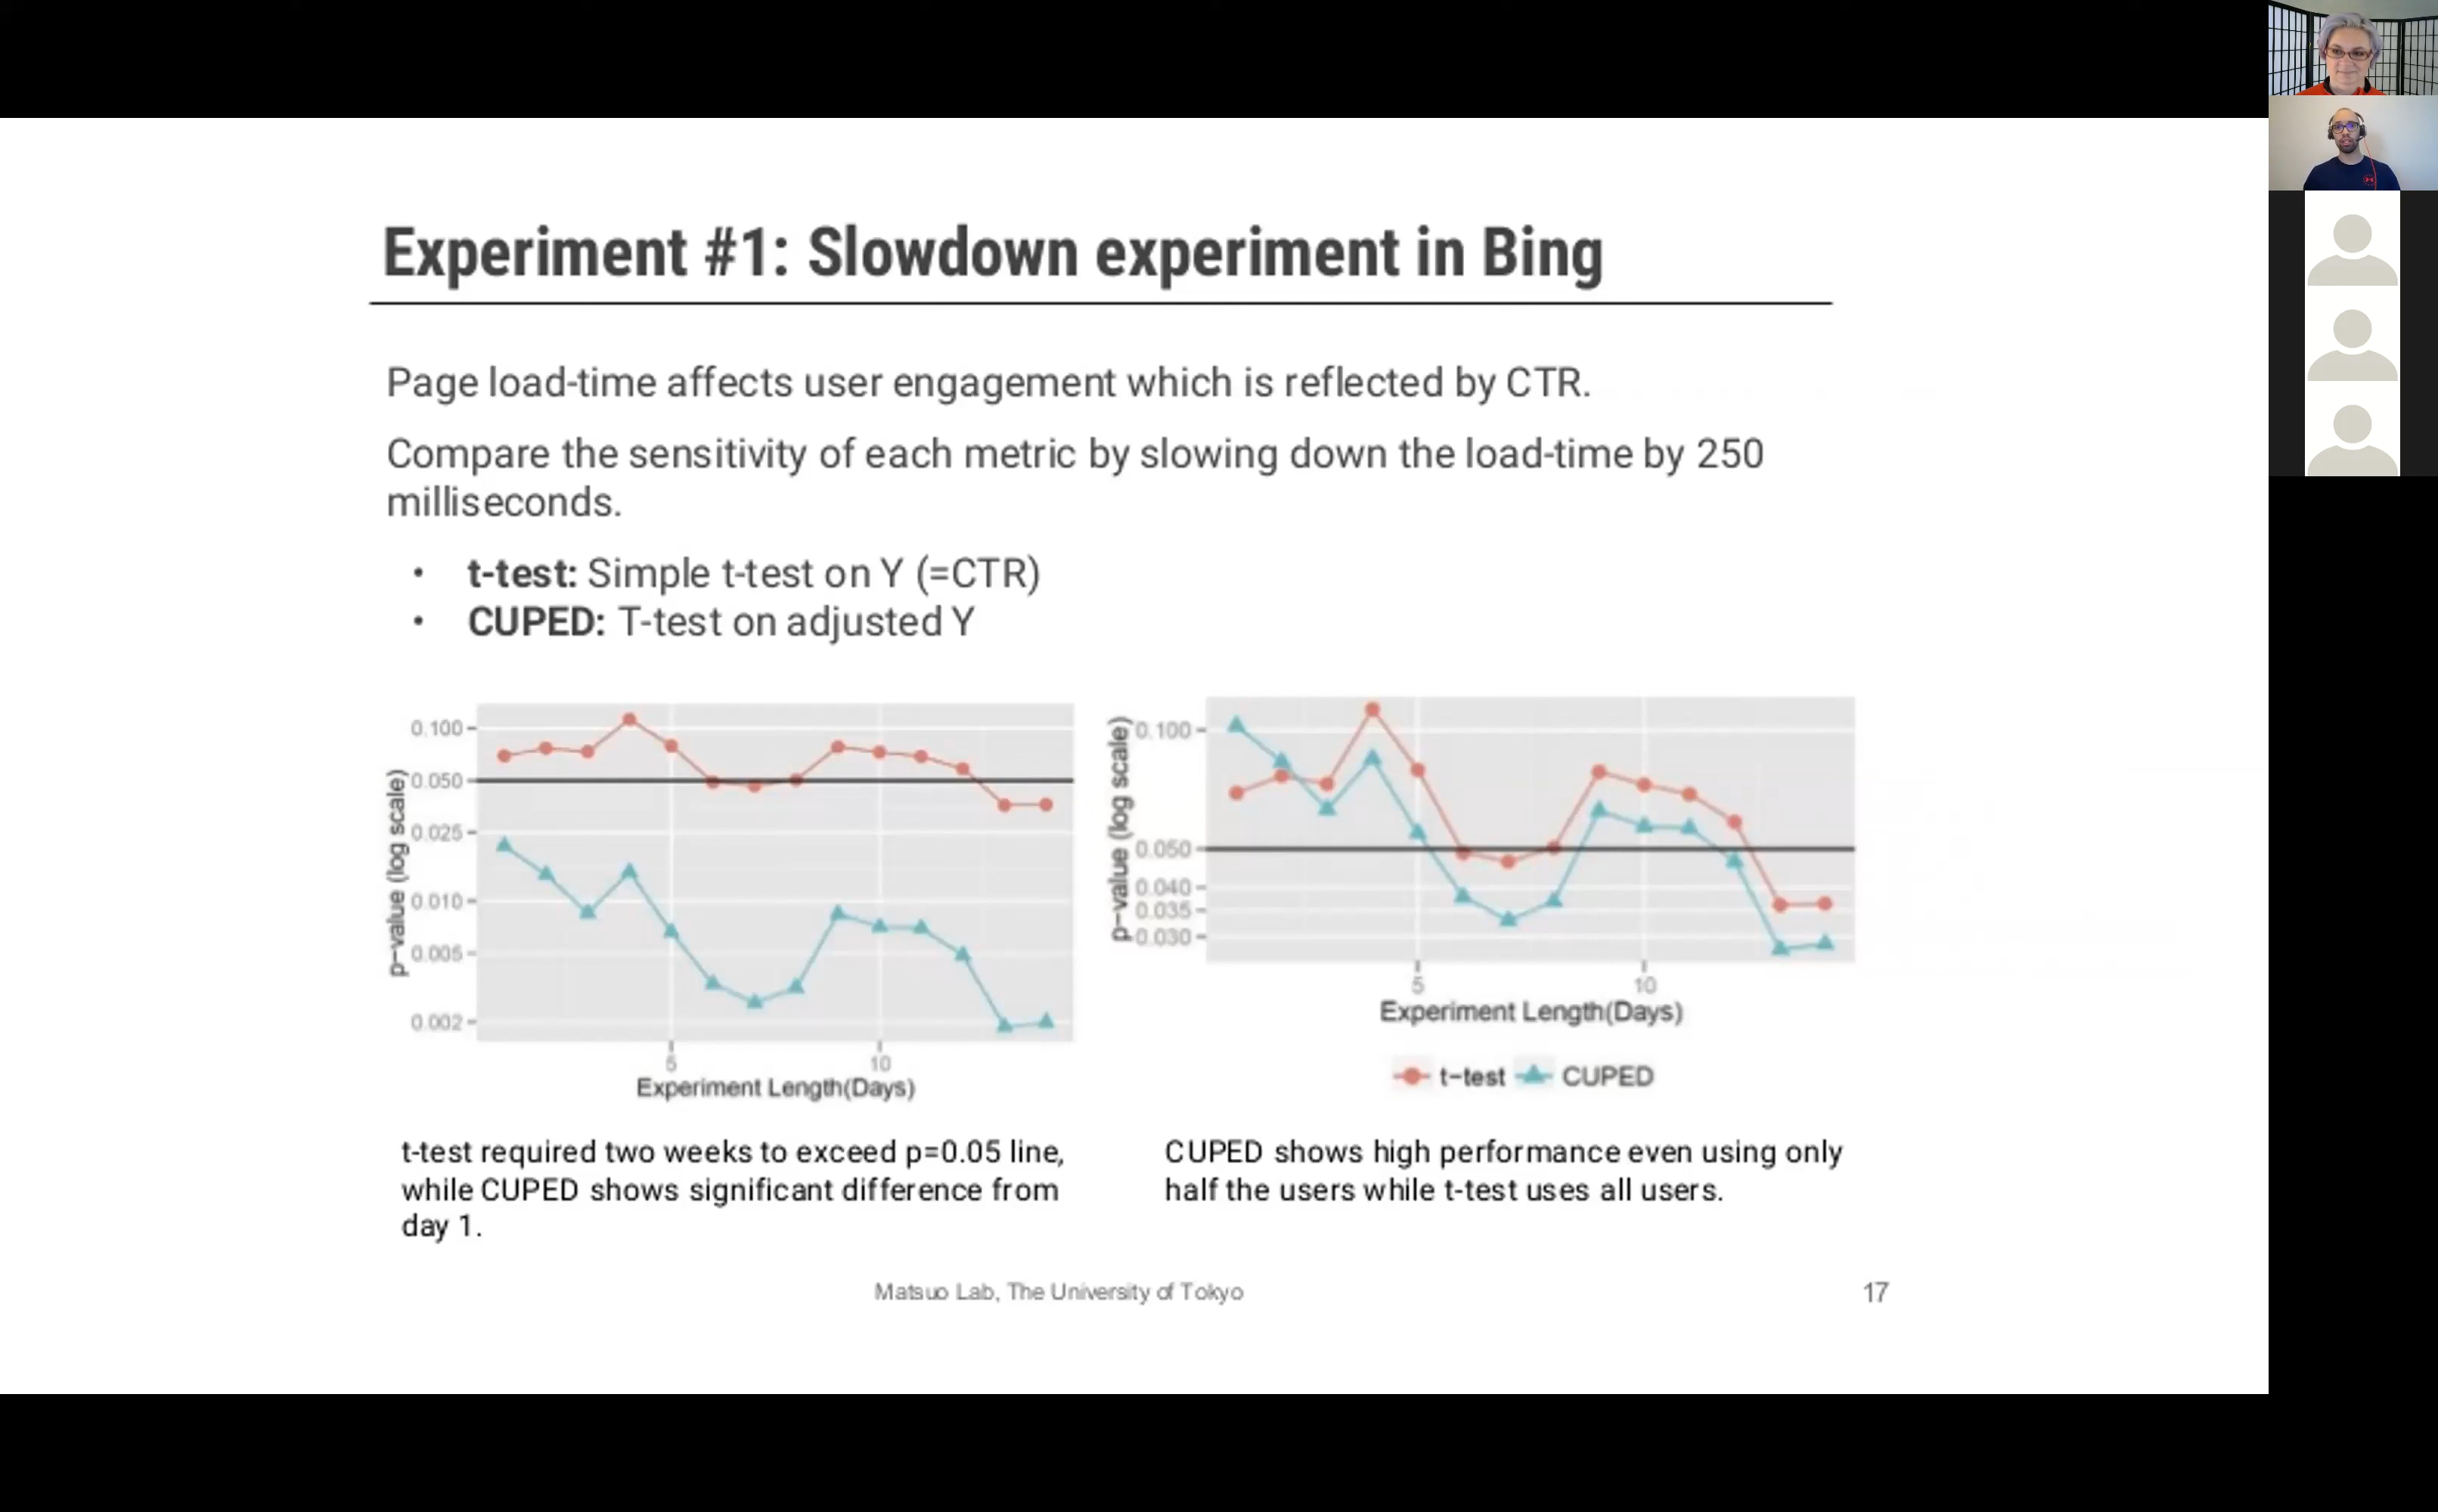 Experiment #1: Slowdown experiment in Bing
Page load-time affects user engagement which is reflected by CTR.
Compare the sensitivity of each metric by slowing down the load-time by 250
milliseconds.
• t-test: Simple t-test on Y (=CTR)
• CUPED: T-test on adjusted Y
p-value (log scale)
0.100
0.050
0.025
0.010
0.005
0.002
5
10
Experiment Length(Days)
p-value (log scale)
0.100
0.050
0.040
0.035
0.030
5
10
Experiment Length(Days)
t-test CUPED
t-test required two weeks to exceed p=0.05 line,
while CUPED shows significant difference from
day 1.
CUPED shows high performance even using only
half the users while t-test uses all users.
Matsuo Lab, The University of Tokyo
17